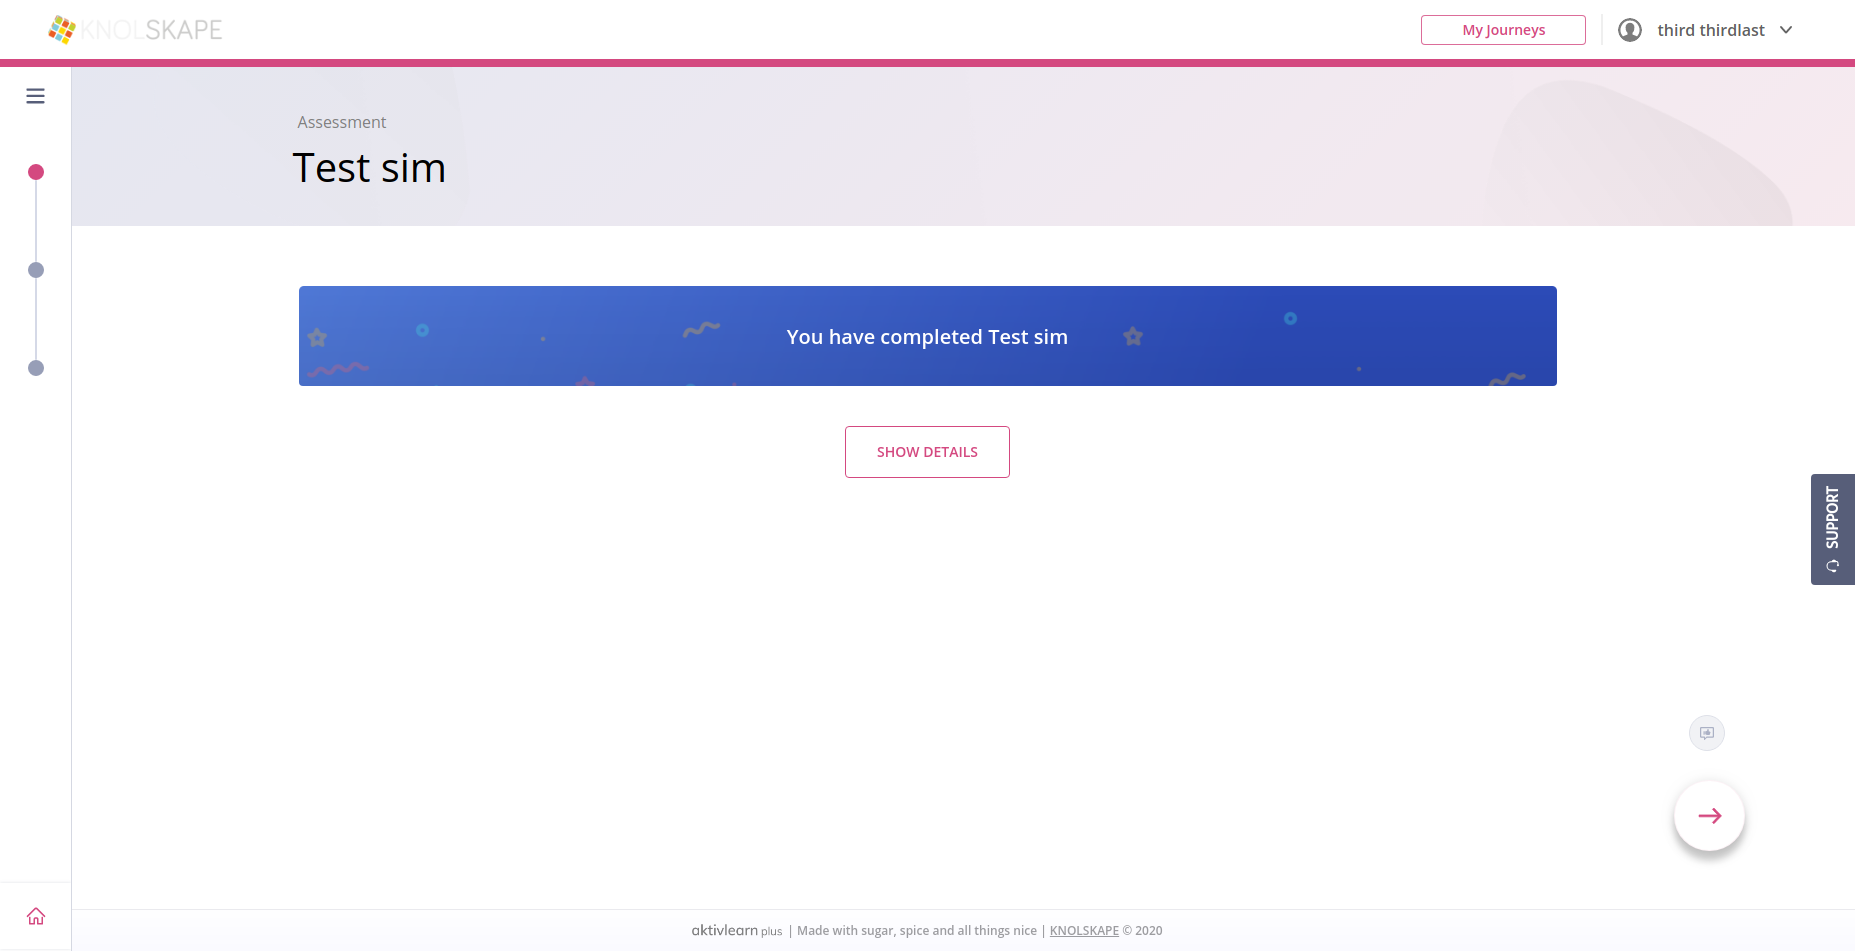 KNOLSKAPE
My Journeys
third thirdlast
Assessment
Test sim
You have completed Test sim
SHOW DETAILS
SUPPORT
aktivlearn plus | Made with sugar, spice and all things nice | KNOLSKAPE © 2020